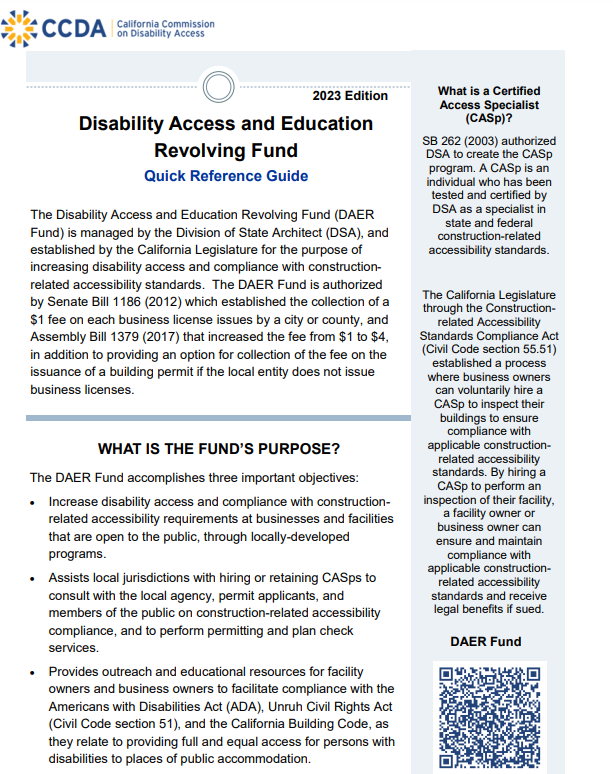 CCDA
California Commission
on Disability Access
2023 Edition
Disability Access and Education
Revolving Fund
Quick Reference Guide
The Disability Access and Education Revolving Fund (DAER
Fund) is managed by the Division of State Architect (DSA), and
established by the California Legislature for the purpose of
increasing disability access and compliance with construction-
related accessibility standards.  The DAER Fund is authorized
by Senate Bill 1186 (2012) which established the collection of a
$1 fee on each business license issues by a city or county, and
Assembly Bill 1379 (2017) that increased the fee from $1 to $4,
in addition to providing an option for collection of the fee on the
issuance of a building permit if the local entity does not issue
business licenses.
WHAT IS THE FUND'S PURPOSE?
The DAER Fund accomplishes three important objectives:
• Increase disability access and compliance with construction-
related accessibility requirements at businesses and facilities
that are open to the public, through locally-developed
programs.
• Assists local jurisdictions with hiring or retaining CASps to
consult with the local agency, permit applicants, and
members of the public on construction-related accessibility
compliance, and to perform permitting and plan check
services.
• Provides outreach and educational resources for facility
owners and business owners to facilitate compliance with the
Americans with Disabilities Act (ADA), Unruh Civil Rights Act
(Civil Code section 51), and the California Building Code, as
they relate to providing full and equal access for persons with
disabilities to places of public accommodation.
What is a Certified
Access Specialist
(CASp)?
SB 262 (2003) authorized
DSA to create the CASp
program. A CASp is an
individual who has been
tested and certified by
DSA as a specialist in
state and federal
construction-related
accessibility standards.
The California Legislature
through the Construction-
related Accessibility
Standards Compliance Act
(Civil Code section 55.51)
established a process
where business owners
can voluntarily hire a
CASp to inspect their
buildings to ensure
compliance with
applicable construction-
related accessibility
standards. By hiring a
CASp to perform an
inspection of their facility,
a facility owner or
business owner can
ensure and maintain
compliance with
applicable construction-
related accessibility
standards and receive
legal benefits if sued.
DAER Fund